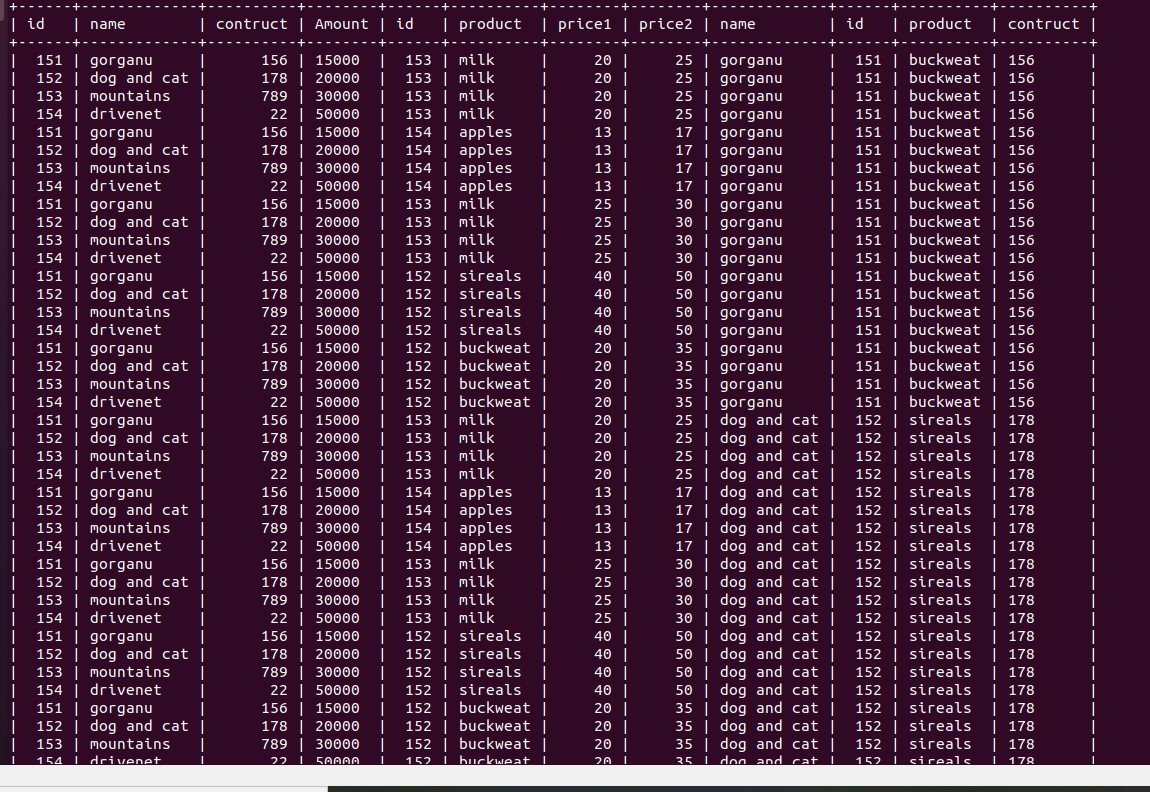 | id | name | contruct | Amount | id | product | price1 | price2 | name | id | product | contruct |
| 151 | gorganu | 156 | 15000 | 153 | milk | 20 | 25 | gorganu | 151 | buckweat | 156 |
| 152 | dog and cat | 178 | 20000 | 153 | milk | 20 | 25 | gorganu | 151 | buckweat | 156 |
| 153 | mountains | 789 | 30000 | 153 | milk | 20 | 25 | gorganu | 151 | buckweat | 156 |
| 154 | drivenet | 22 | 50000 | 153 | milk | 20 | 25 | gorganu | 151 | buckweat | 156 |
| 151 | gorganu | 156 | 15000 | 154 | apples | 13 | 17 | gorganu | 151 | buckweat | 156 |
| 152 | dog and cat | 178 | 20000 | 154 | apples | 13 | 17 | gorganu | 151 | buckweat | 156 |
| 153 | mountains | 789 | 30000 | 154 | apples | 13 | 17 | gorganu | 151 | buckweat | 156 |
| 154 | drivenet | 22 | 50000 | 154 | apples | 13 | 17 | gorganu | 151 | buckweat | 156 |
| 151 | gorganu | 156 | 15000 | 153 | milk | 25 | 30 | gorganu | 151 | buckweat | 156 |
| 152 | dog and cat | 178 | 20000 | 153 | milk | 25 | 30 | gorganu | 151 | buckweat | 156 |
| 153 | mountains | 789 | 30000 | 153 | milk | 25 | 30 | gorganu | 151 | buckweat | 156 |
| 154 | drivenet | 22 | 50000 | 153 | milk | 25 | 30 | gorganu | 151 | buckweat | 156 |
| 151 | gorganu | 156 | 15000 | 152 | sireals | 40 | 50 | gorganu | 151 | buckweat | 156 |
| 152 | dog and cat | 178 | 20000 | 152 | sireals | 40 | 50 | gorganu | 151 | buckweat | 156 |
| 153 | mountains | 789 | 30000 | 152 | sireals | 40 | 50 | gorganu | 151 | buckweat | 156 |
| 154 | drivenet | 22 | 50000 | 152 | sireals | 40 | 50 | gorganu | 151 | buckweat | 156 |
| 151 | gorganu | 156 | 15000 | 152 | buckweat | 20 | 35 | gorganu | 151 | buckweat | 156 |
| 152 | dog and cat | 178 | 20000 | 152 | buckweat | 20 | 35 | gorganu | 151 | buckweat | 156 |
| 153 | mountains | 789 | 30000 | 152 | buckweat | 20 | 35 | gorganu | 151 | buckweat | 156 |
| 154 | drivenet | 22 | 50000 | 152 | buckweat | 20 | 35 | gorganu | 151 | buckweat | 156 |
| 151 | gorganu | 156 | 15000 | 153 | milk | 20 | 25 | dog and cat | 152 | sireals | 178 |
| 152 | dog and cat | 178 | 20000 | 153 | milk | 20 | 25 | dog and cat | 152 | sireals | 178 |
| 153 | mountains | 789 | 30000 | 153 | milk | 20 | 25 | dog and cat | 152 | sireals | 178 |
| 154 | drivenet | 22 | 50000 | 153 | milk | 20 | 25 | dog and cat | 152 | sireals | 178 |
| 151 | gorganu | 156 | 15000 | 154 | apples | 13 | 17 | dog and cat | 152 | sireals | 178 |
| 152 | dog and cat | 178 | 20000 | 154 | apples | 13 | 17 | dog and cat | 152 | sireals | 178 |
| 153 | mountains | 789 | 30000 | 154 | apples | 13 | 17 | dog and cat | 152 | sireals | 178 |
| 154 | drivenet | 22 | 50000 | 154 | apples | 13 | 17 | dog and cat | 152 | sireals | 178 |
| 151 | gorganu | 156 | 15000 | 153 | milk | 25 | 30 | dog and cat | 152 | sireals | 178 |
| 152 | dog and cat | 178 | 20000 | 153 | milk | 25 | 30 | dog and cat | 152 | sireals | 178 |
| 153 | mountains | 789 | 30000 | 153 | milk | 25 | 30 | dog and cat | 152 | sireals | 178 |
| 154 | drivenet | 22 | 50000 | 153 | milk | 25 | 30 | dog and cat | 152 | sireals | 178 |
| 151 | gorganu | 156 | 15000 | 152 | sireals | 40 | 50 | dog and cat | 152 | sireals | 178 |
| 152 | dog and cat | 178 | 20000 | 152 | sireals | 40 | 50 | dog and cat | 152 | sireals | 178 |
| 153 | mountains | 789 | 30000 | 152 | sireals | 40 | 50 | dog and cat | 152 | sireals | 178 |
| 154 | drivenet | 22 | 50000 | 152 | sireals | 40 | 50 | dog and cat | 152 | sireals | 178 |
| 151 | gorganu | 156 | 15000 | 152 | buckweat | 20 | 35 | dog and cat | 152 | sireals | 178 |
| 152 | dog and cat | 178 | 20000 | 152 | buckweat | 20 | 35 | dog and cat | 152 | sireals | 178 |
| 153 | mountains | 789 | 30000 | 152 | buckweat | 20 | 35 | dog and cat | 152 | sireals | 178 |
| 154 | drivenet | 22 | 50000 | 152 | buckweat | 20 | 35 | dog and cat | 152 | sireals | 178 |